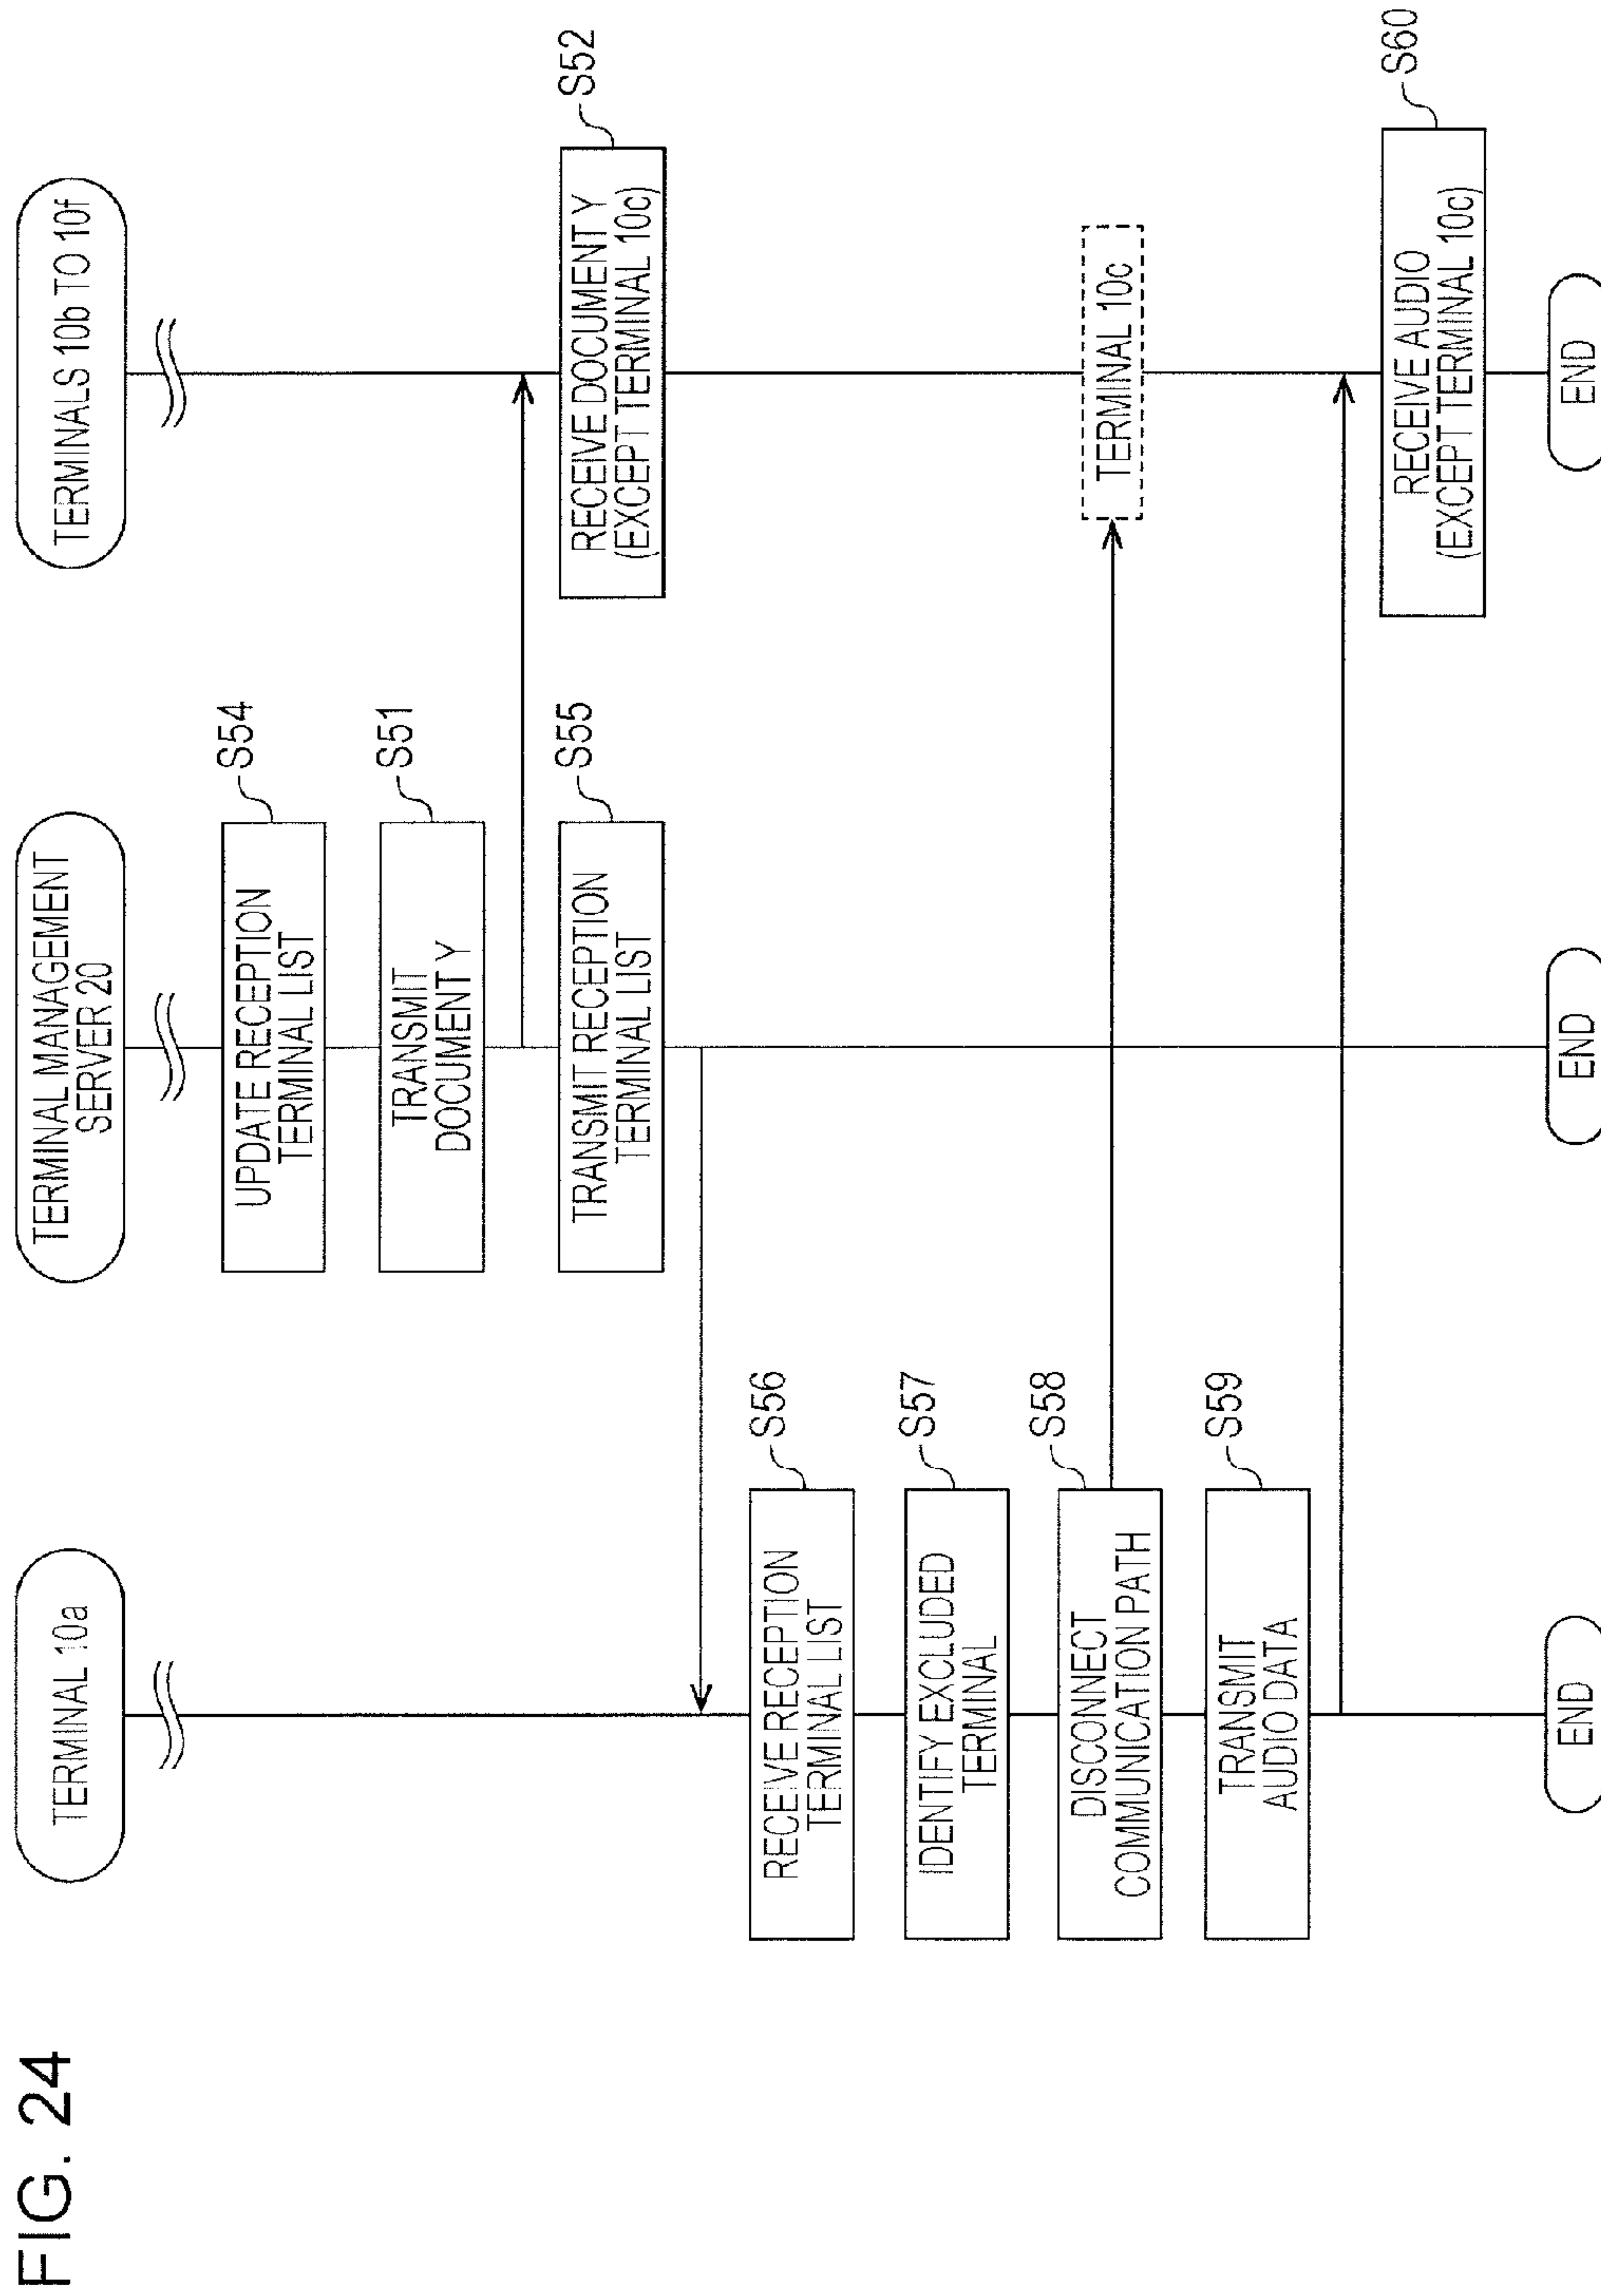 FIG. 24
TERMINAL 10a
TERMINAL MANAGEMENT
SERVER 20
TERMINALS 10b TO 10f
UPDATE RECEPTION
TERMINAL LIST
S54
TRANSMIT
DOCUMENT Y
S51
RECEIVE DOCUMENT Y
(EXCEPT TERMINAL 10c)
S52
TRANSMIT RECEPTION
TERMINAL LIST
S55
RECEIVE RECEPTION
TERMINAL LIST
S56
IDENTIFY EXCLUDED
TERMINAL
S57
DISCONNECT
COMMUNICATION PATH
S58
TERMINAL 10c
TRANSMIT
AUDIO DATA
S59
RECEIVE AUDIO
(EXCEPT TERMINAL 10c)
S60
END
END
END